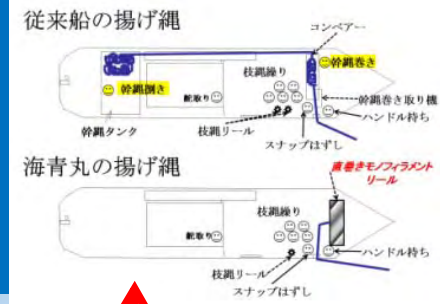 従来船の揚げ縄
コンベアー
枝縄繰り
幹縄巻き
幹縄捌き
舵取り
幹縄巻き取り機
幹縄タンク
枝縄リール
ハンドル持ち
スナップはずし
海青丸の揚げ縄
直巻きモノフィラメント
リール
枝縄繰り
舵取り
ハンドル持ち
枝縄リール
スナップはずし